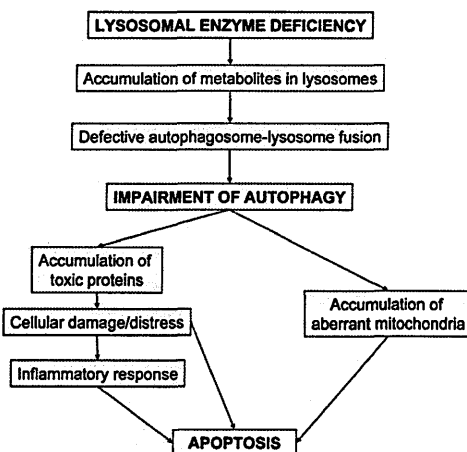 LYSOSOMAL ENZYME DEFICIENCY
Accumulation of metabolites in lysosomes
Defective autophagosome-lysosome fusion
IMPAIRMENT OF AUTOPHAGY
Accumulation of
toxic proteins
Cellular damage/distress
Inflammatory response
Accumulation of
aberrant mitochondria
APOPTOSIS